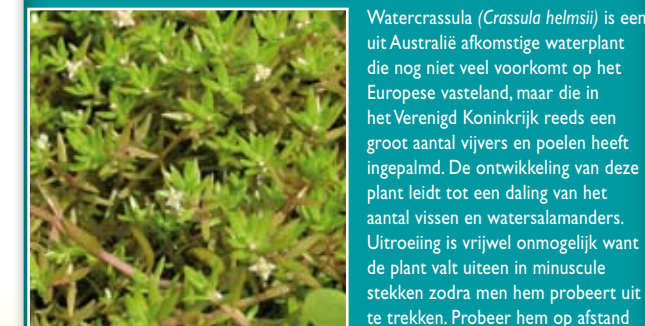 Watercrassula (Crassula helmsii) is een
uit Australië afkomstige waterplant
die nog niet veel voorkomt op het
Europese vasteland, maar die in
het Verenigd Koninkrijk reeds een
groot aantal vijvers en poelen heeft
ingepalmd. De ontwikkeling van deze
plant leidt tot een daling van het
aantal vissen en watersalamanders.
Uitroeiing is vrijwel onmogelijk want
de plant valt uiteen in minuscule
stekken zodra men hem probeert uit
te trekken. Probeer hem op afstand